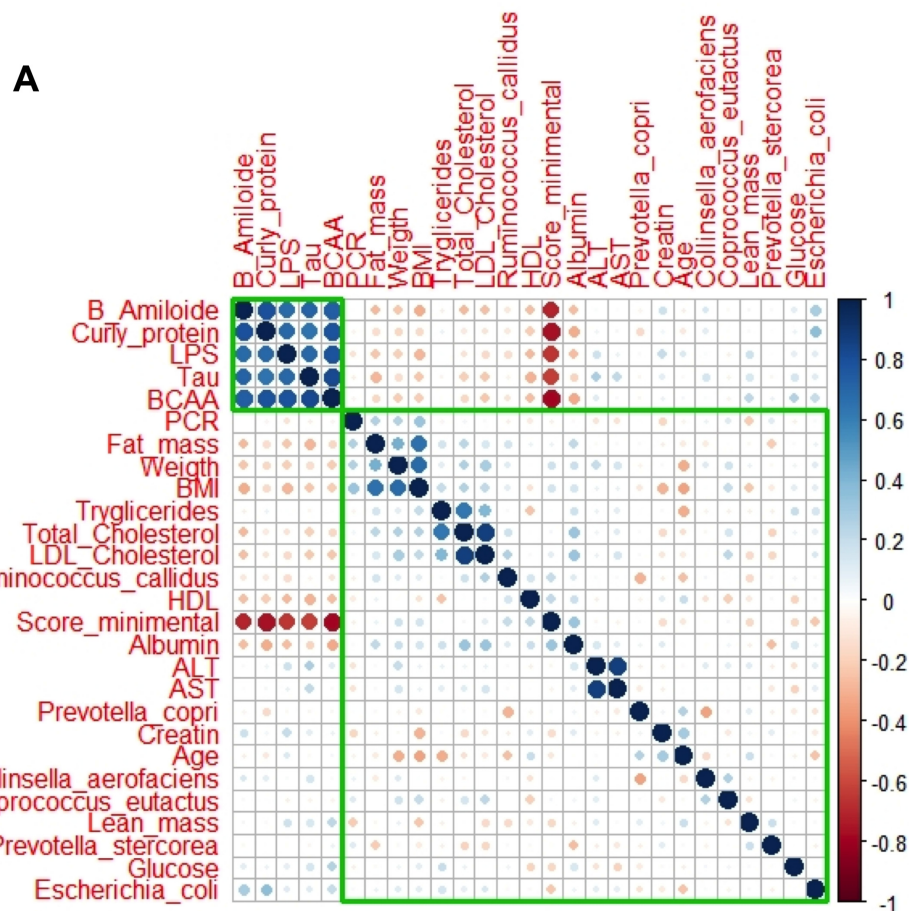 A
B_Amiloide
Curly_protein
LPS
Tau
BCAA
PCR
Fat_mass
Weigth
BMI
Tryglicerides
Total_Cholesterol
LDL_Cholesterol
Ruminococcus_callidus
HDL
Score_minimental
Albumin
ALT
AST
Prevotella_copri
Creatin
Age
Collinsella_aerofaciens
Coprococcus_eutactus
Lean_mass
Prevotella_stercorea
Glucose
Escherichia_coli
B_Amiloide
Curly_protein
LPS
Tau
BCAA
PCR
Fat_mass
Weigth
BMI
Tryglicerides
Total_Cholesterol
LDL_Cholesterol
minococcus_callidus
HDL
Score_minimental
Albumin
ALT
AST
Prevotella_copri
Creatin
Age
linsella_aerofaciens
prococcus_eutactus
Lean_mass
Prevotella_stercorea
Glucose
Escherichia_coli
1
0.8
0.6
0.4
0.2
0
-0.2
-0.4
-0.6
-0.8
-1